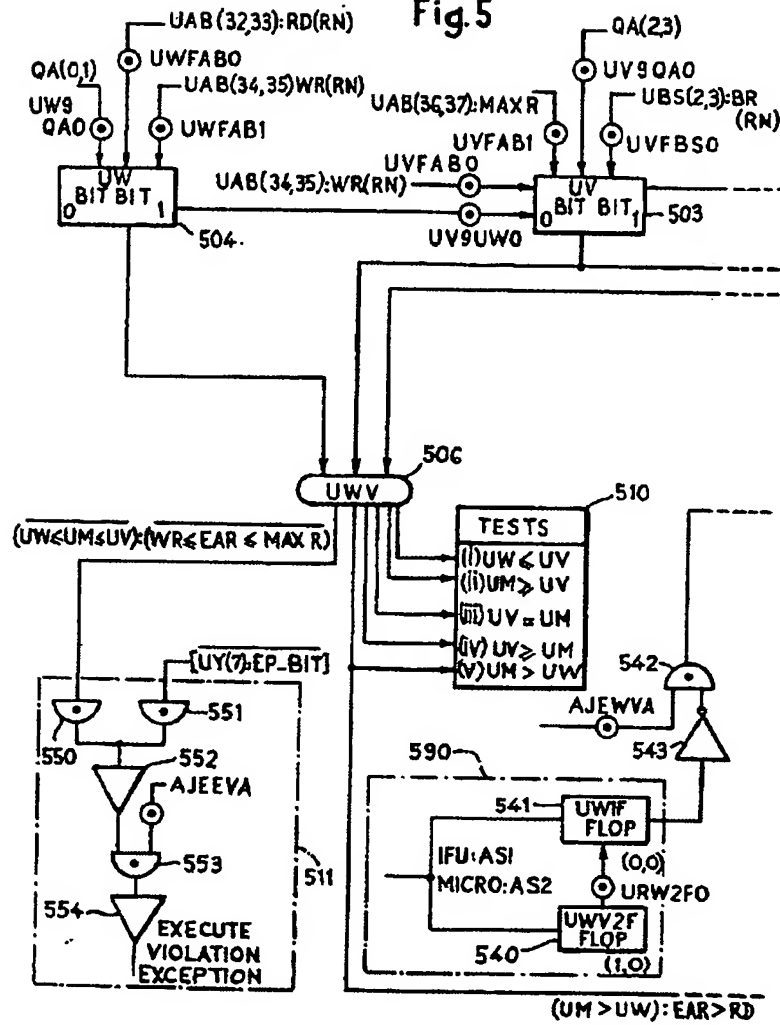 Fig.5
UAB(32,33):RD(RN)
UWFAB0
QA(0,1)
UAB(34,35)WR(RN)
UW9
QA0
UWFAB1
UW
BIT BIT
0 1
504
QA(2,3)
UV9QA0
UAB(36,37):MAXR
UBS(2,3):BR
(RN)
UVFAB1
UVFBS0
UVFAB0
UAB(34,35):WR(RN)
UV
BIT BIT
0 1
503
UV9UW0
506
UWV
510
TESTS
(i)UW≤UV
(ii)UM≥UV
(iii)UV=UM
(iv)UV≥UM
(v)UM>UW
(UW≤UM≤UV):(WR≤EAR≤MAXR)
[UY(7):EP_BIT]
550
551
552
AJEEVA
553
554
511
EXECUTE
VIOLATION
EXCEPTION
542
AJEWVA
543
590
541
UW1F
FLOP
IFU:AS1
MICRO:AS2
(0,0)
URW2F0
UWV2F
FLOP
540
(1,0)
(UM>UW):EAR>RD